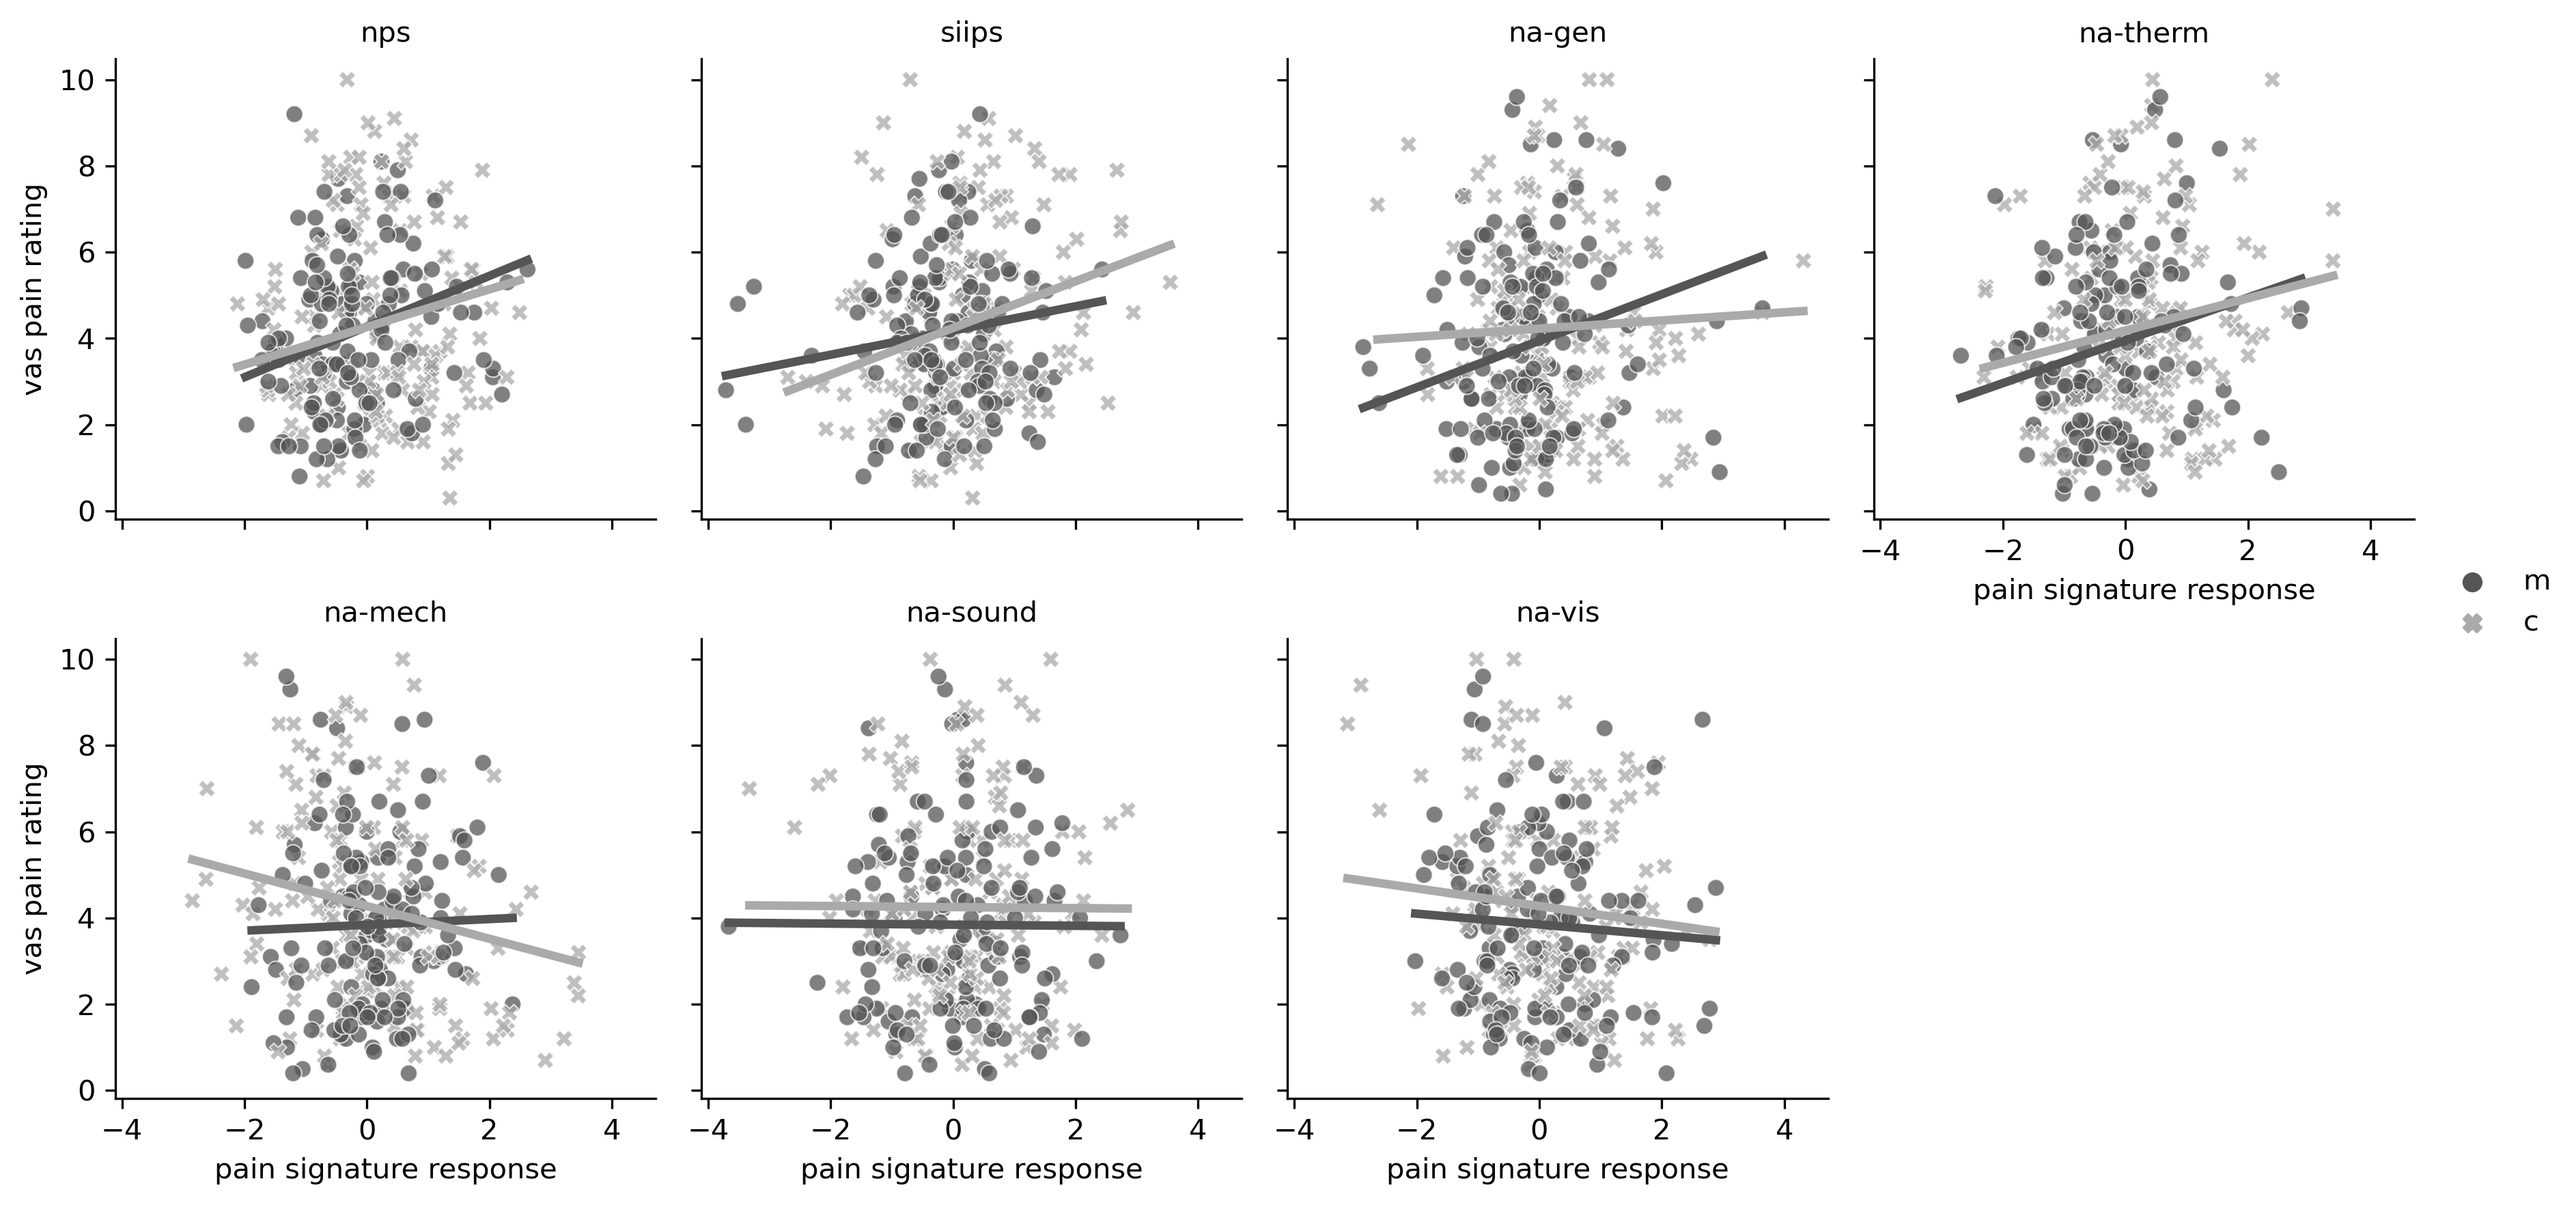 nps
siips
na-gen
na-therm
vas pain rating
10
8
6
4
2
0
−4 −2 0 2 4
pain signature response
m
c
na-mech
na-sound
na-vis
vas pain rating
10
8
6
4
2
0
−4 −2 0 2 4
−4 −2 0 2 4
−4 −2 0 2 4
pain signature response
pain signature response
pain signature response